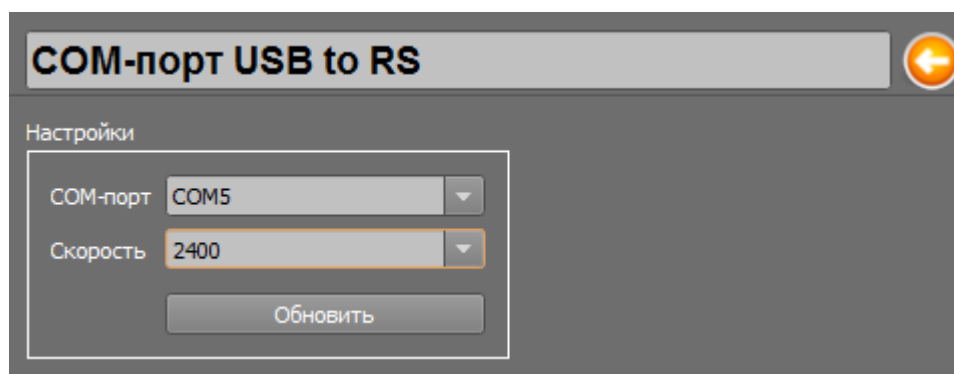 COM-порт USB to RS
Настройки
COM-порт COM5
Скорость 2400
Обновить